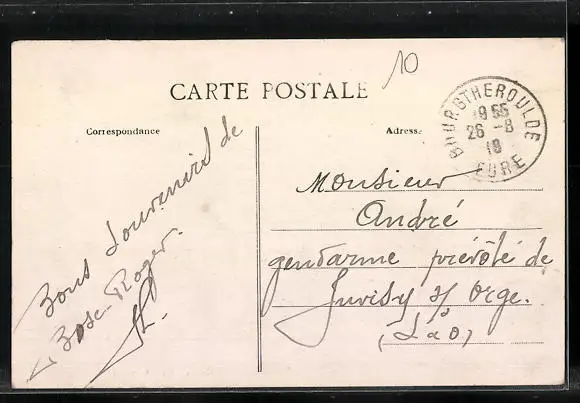 10
CARTE POSTALE
Correspondance
Adresse
BOURGTHEROULDE
19 55
26 - 8
18
EURE
Bons Souvenirs de
Bosc-Roger.
Monsieur
André
gendarme prévôté de
Juvisy s/ Orge.
(S&O)